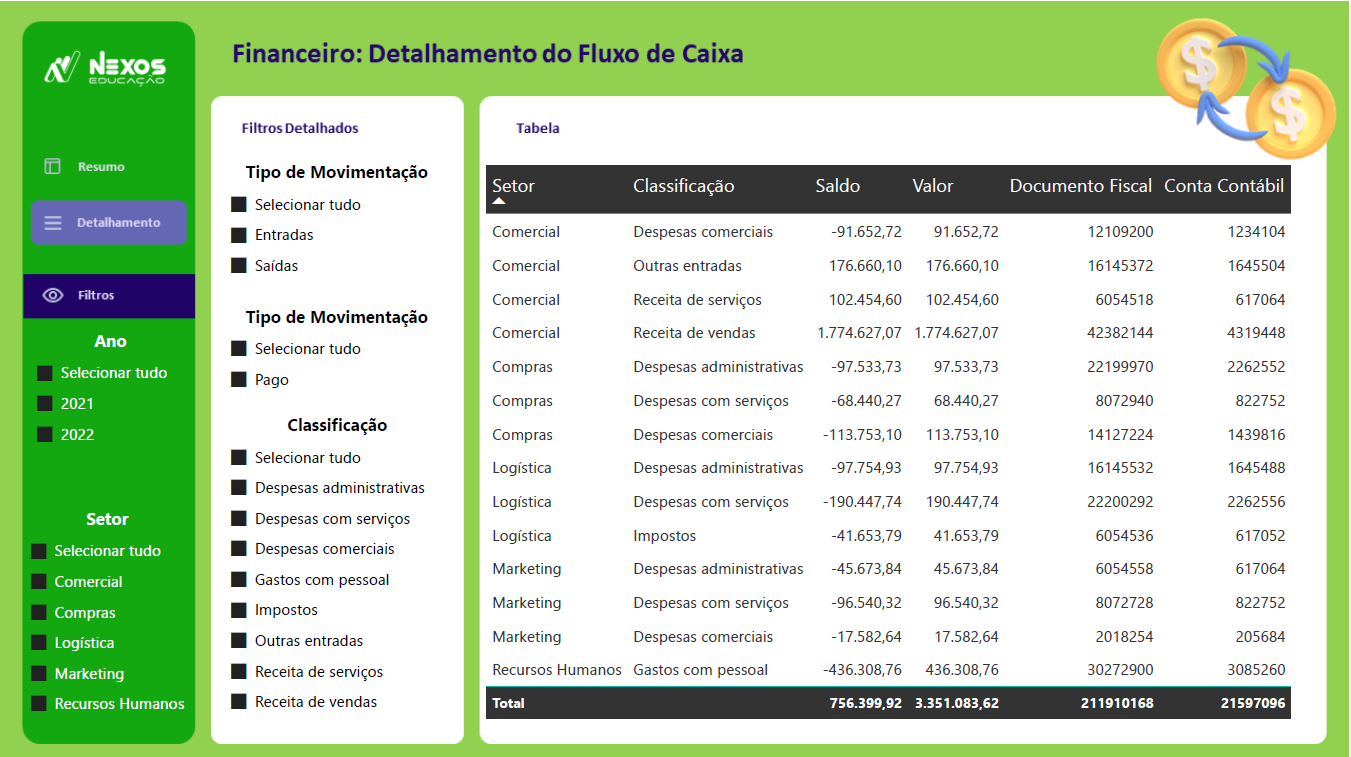 NEXOS
EDUCAÇÃO
Resumo
Detalhamento
Filtros
Ano
Selecionar tudo
2021
2022
Setor
Selecionar tudo
Comercial
Compras
Logística
Marketing
Recursos Humanos
Financeiro: Detalhamento do Fluxo de Caixa
Filtros Detalhados
Tipo de Movimentação
Selecionar tudo
Entradas
Saídas
Tipo de Movimentação
Selecionar tudo
Pago
Classificação
Selecionar tudo
Despesas administrativas
Despesas com serviços
Despesas comerciais
Gastos com pessoal
Impostos
Outras entradas
Receita de serviços
Receita de vendas
Tabela
Setor Classificação Saldo Valor Documento Fiscal Conta Contábil
Comercial Despesas comerciais -91.652,72 91.652,72 12109200 1234104
Comercial Outras entradas 176.660,10 176.660,10 16145372 1645504
Comercial Receita de serviços 102.454,60 102.454,60 6054518 617064
Comercial Receita de vendas 1.774.627,07 1.774.627,07 42382144 4319448
Compras Despesas administrativas -97.533,73 97.533,73 22199970 2262552
Compras Despesas com serviços -68.440,27 68.440,27 8072940 822752
Compras Despesas comerciais -113.753,10 113.753,10 14127224 1439816
Logística Despesas administrativas -97.754,93 97.754,93 16145532 1645488
Logística Despesas com serviços -190.447,74 190.447,74 22200292 2262556
Logística Impostos -41.653,79 41.653,79 6054536 617052
Marketing Despesas administrativas -45.673,84 45.673,84 6054558 617064
Marketing Despesas com serviços -96.540,32 96.540,32 8072728 822752
Marketing Despesas comerciais -17.582,64 17.582,64 2018254 205684
Recursos Humanos Gastos com pessoal -436.308,76 436.308,76 30272900 3085260
Total 756.399,92 3.351.083,62 211910168 21597096
$
$